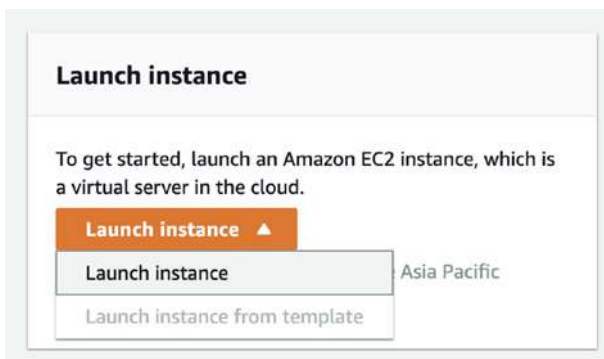 Launch instance
To get started, launch an Amazon EC2 instance, which is
a virtual server in the cloud.
Launch instance
Launch instance
Asia Pacific
Launch instance from template